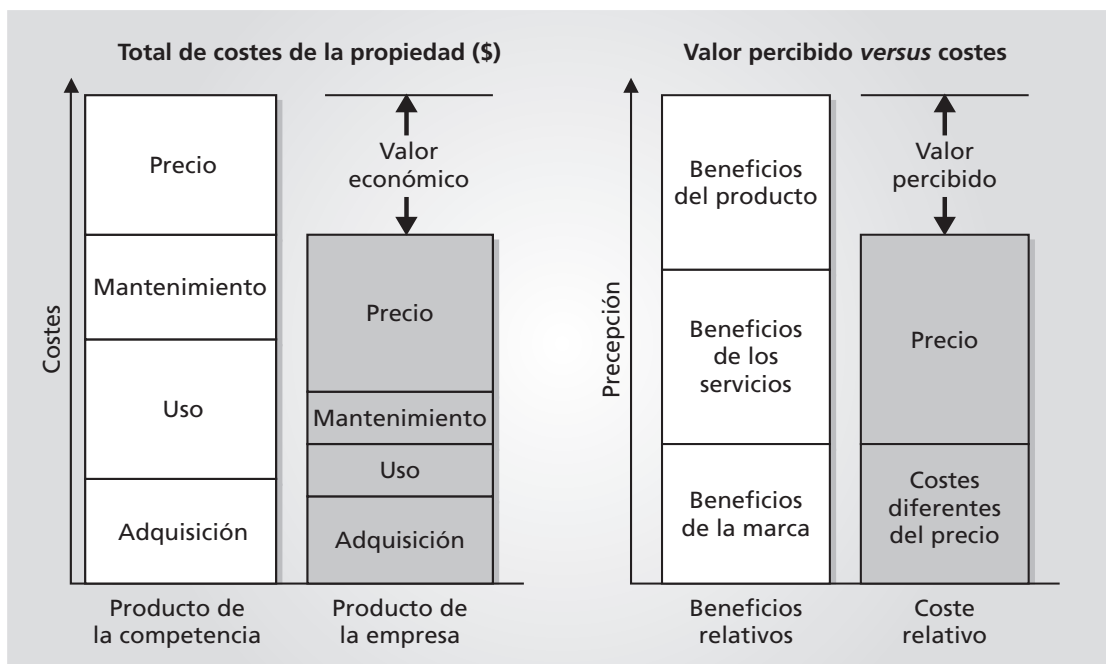 Total de costes de la propiedad ($)
Costes
Precio
Mantenimiento
Uso
Adquisición
Producto de
la competencia
Valor
económico
Precio
Mantenimiento
Uso
Adquisición
Producto de
la empresa
Valor percibido versus costes
Precepción
Beneficios
del producto
Beneficios
de los
servicios
Beneficios
de la marca
Beneficios
relativos
Valor
percibido
Precio
Costes
diferentes
del precio
Coste
relativo